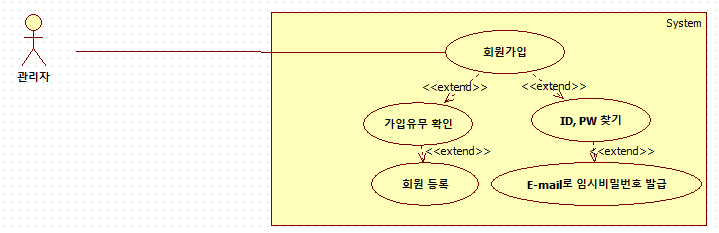 System
관리자
회원가입
<<extend>>
<<extend>>
가입유무 확인
ID, PW 찾기
<<extend>>
<<extend>>
회원 등록
E-mail로 임시비밀번호 발급